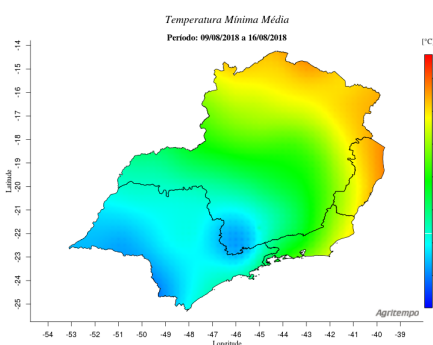 Temperatura Mínima Média
Período: 09/08/2018 a 16/08/2018
[°C
-14
-15
-16
-17
-18
-19
-20
-21
-22
-23
-24
-25
Latitude
Agritempo
-54 -53 -52 -51 -50 -49 -48 -47 -46 -45 -44 -43 -42 -41 -40 -39
Longitude